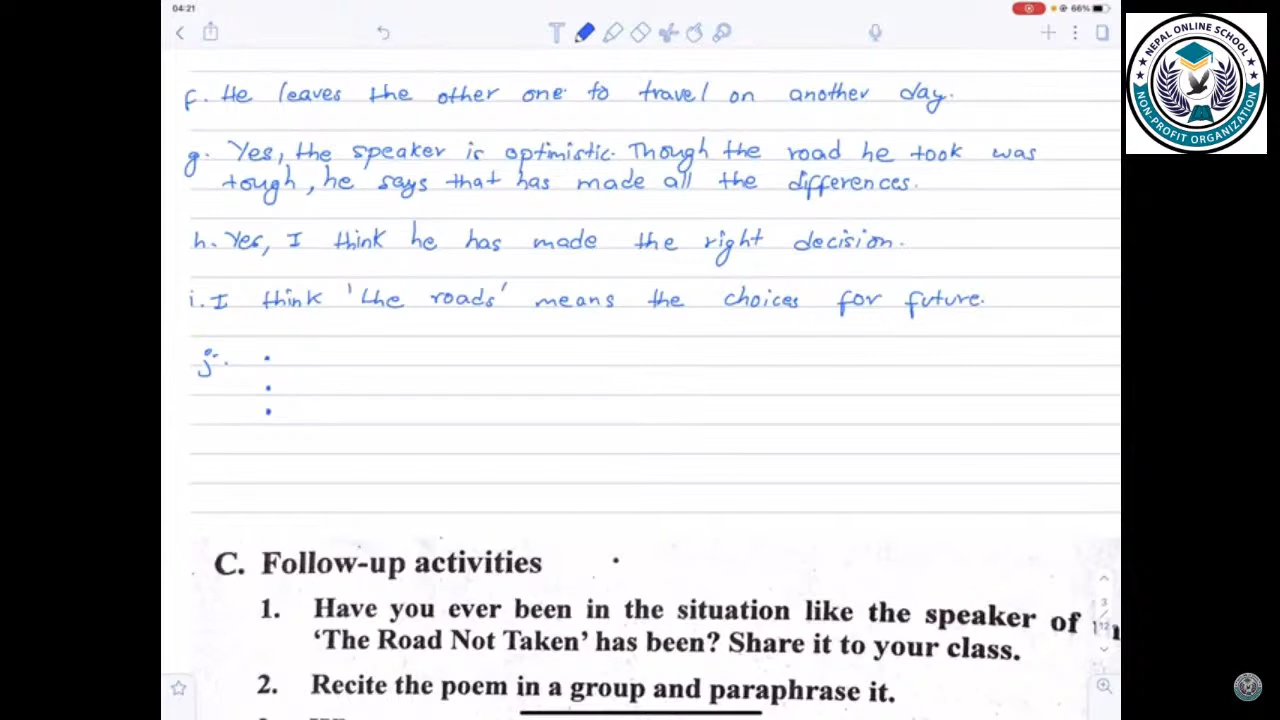 04:21
66%
NEPAL ONLINE SCHOOL
NON-PROFIT ORGANIZATION
f. He leaves the other one to travel on another day.
g. Yes, the speaker is optimistic. Though the road he took was
tough, he says that has made all the differences.
h. Yes, I think he has made the right decision.
i. I think 'the roads' means the choices for future.
j.
C. Follow-up activities
1. Have you ever been in the situation like the speaker of
‘The Road Not Taken’ has been? Share it to your class.
2. Recite the poem in a group and paraphrase it.